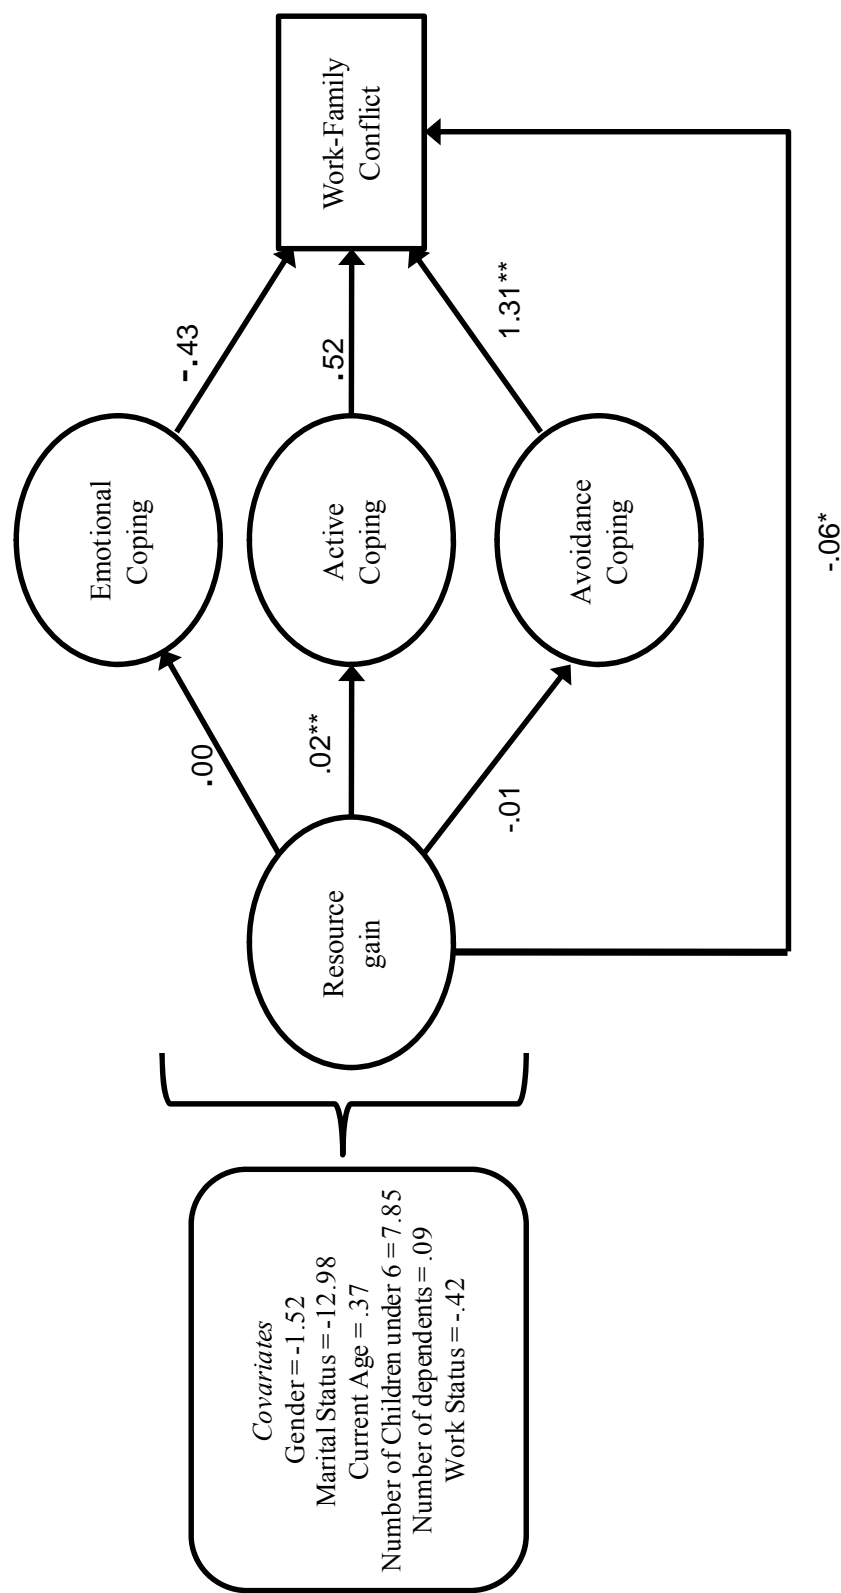 Covariates
Gender = -1.52
Marital Status = -12.98
Current Age = .37
Number of Children under 6 = 7.85
Number of dependents = .09
Work Status = -.42
Resource
gain
.00
.02**
-.01
Emotional
Coping
Active
Coping
Avoidance
Coping
-.43
.52
1.31**
Work-Family
Conflict
-.06*